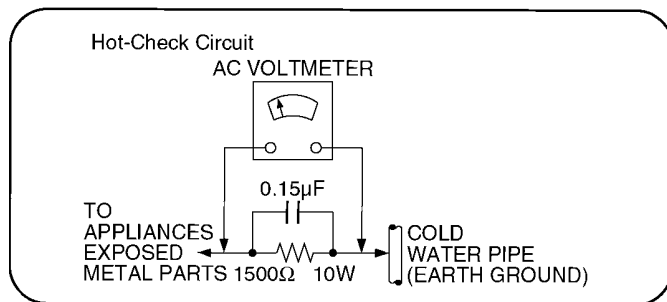 Hot-Check Circuit
AC VOLTMETER
0.15µF
TO
APPLIANCES
EXPOSED
METAL PARTS
1500Ω 10W
COLD
WATER PIPE
(EARTH GROUND)